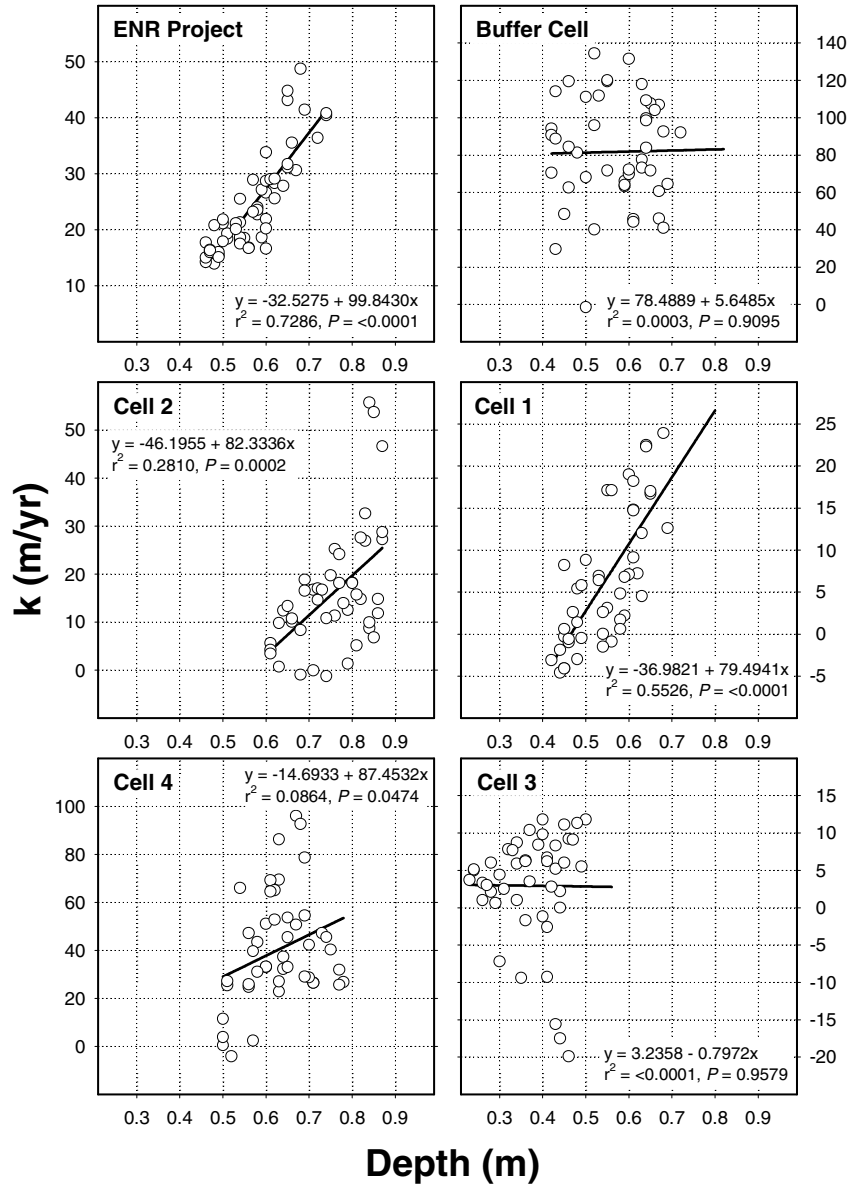 ENR Project
50
40
30
20
10
y = -32.5275 + 99.8430x
r² = 0.7286, P = <0.0001
0.3 0.4 0.5 0.6 0.7 0.8 0.9
Buffer Cell
140
120
100
80
60
40
20
0
y = 78.4889 + 5.6485x
r² = 0.0003, P = 0.9095
0.3 0.4 0.5 0.6 0.7 0.8 0.9
Cell 2
y = -46.1955 + 82.3336x
r² = 0.2810, P = 0.0002
50
40
30
20
10
0
0.3 0.4 0.5 0.6 0.7 0.8 0.9
Cell 1
25
20
15
10
5
0
-5
y = -36.9821 + 79.4941x
r² = 0.5526, P = <0.0001
0.3 0.4 0.5 0.6 0.7 0.8 0.9
k (m/yr)
Cell 4
y = -14.6933 + 87.4532x
r² = 0.0864, P = 0.0474
100
80
60
40
20
0
0.3 0.4 0.5 0.6 0.7 0.8 0.9
Cell 3
15
10
5
0
-5
-10
-15
-20
y = 3.2358 - 0.7972x
r² = <0.0001, P = 0.9579
0.3 0.4 0.5 0.6 0.7 0.8 0.9
Depth (m)